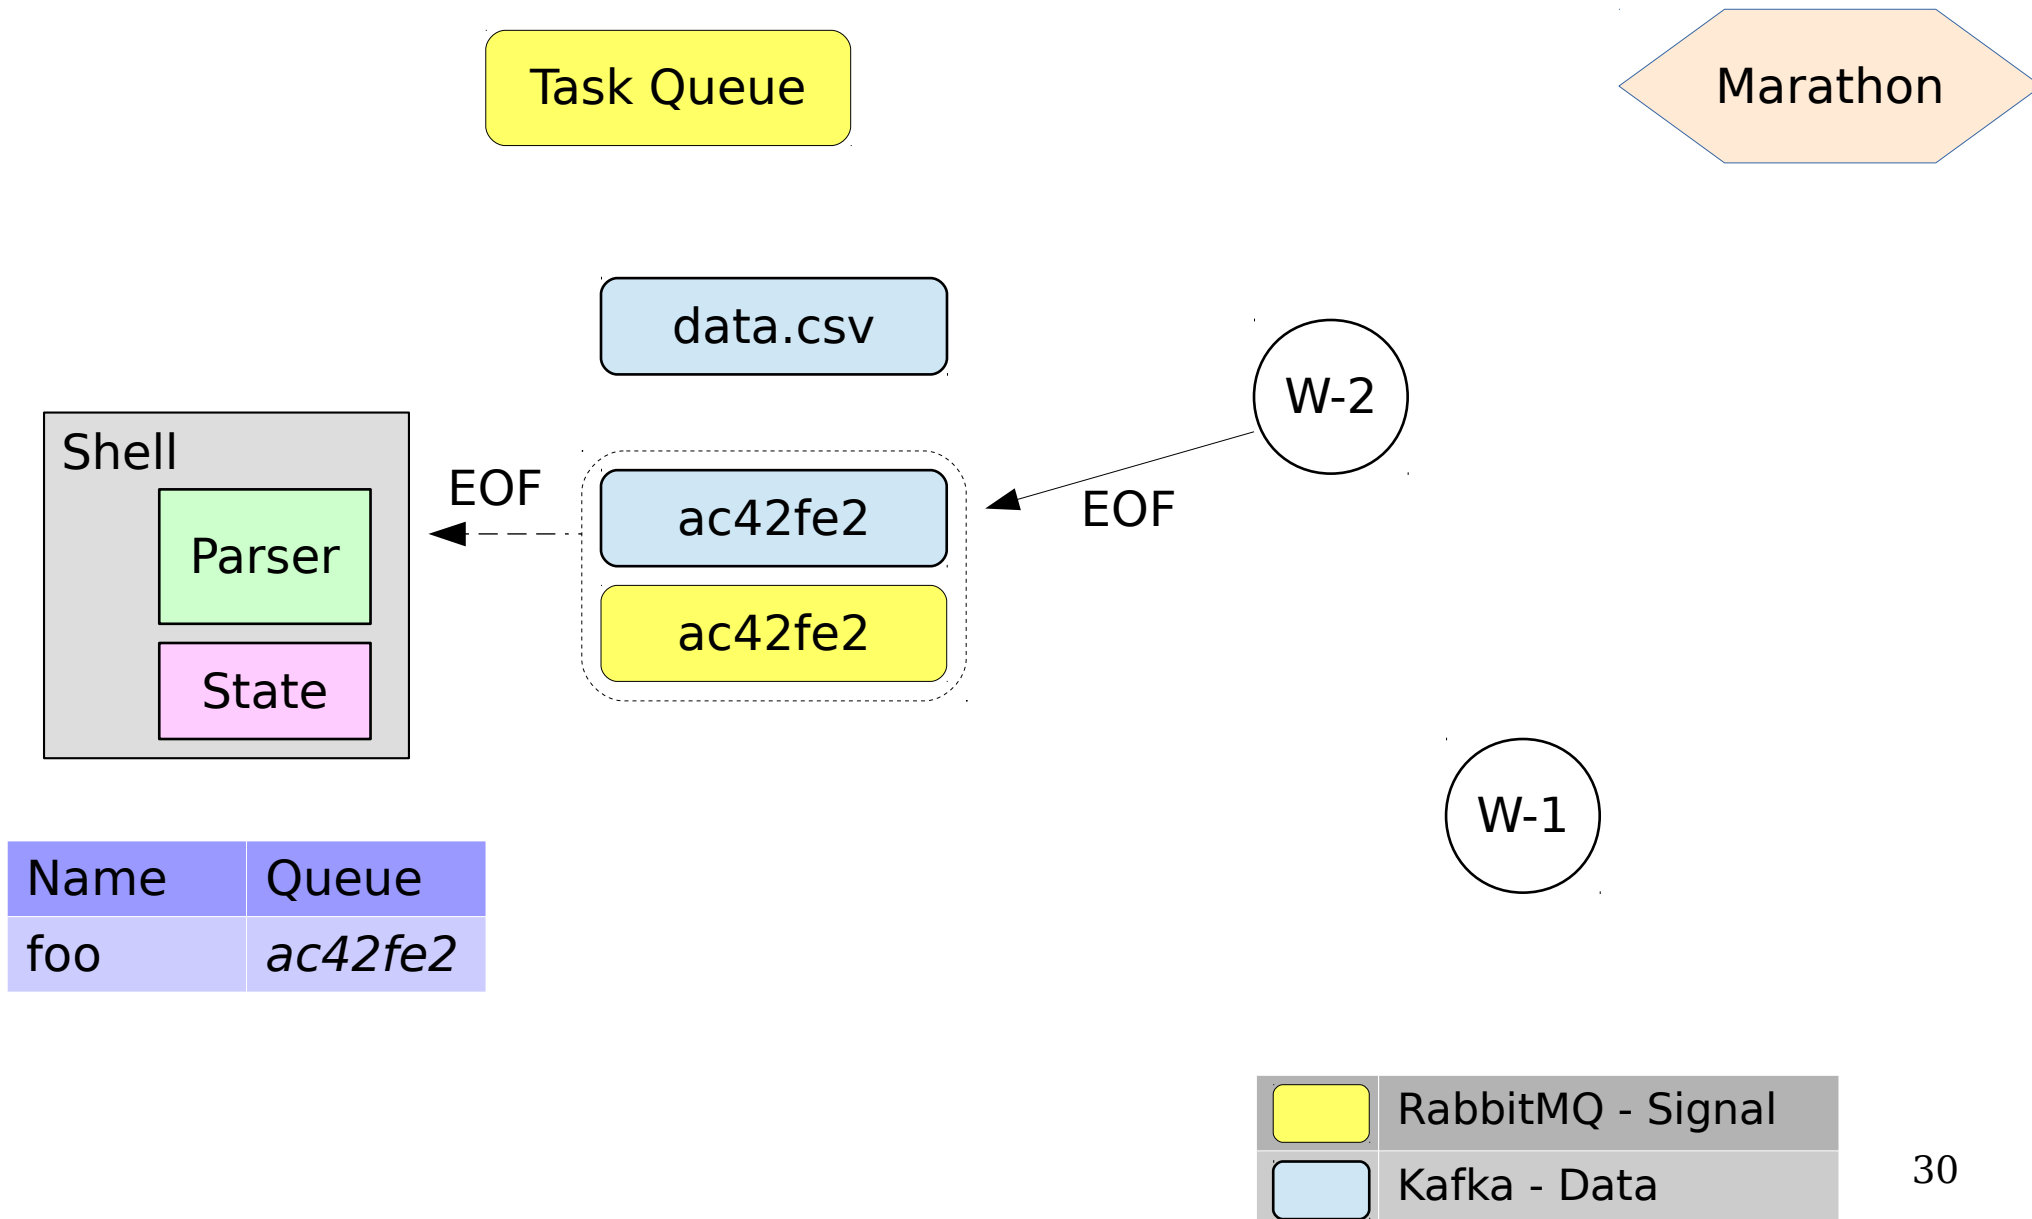 Task Queue
Marathon
data.csv
W-2
Shell
EOF
ac42fe2
EOF
Parser
ac42fe2
State
W-1
Name Queue
foo ac42fe2
RabbitMQ - Signal
Kafka - Data
30